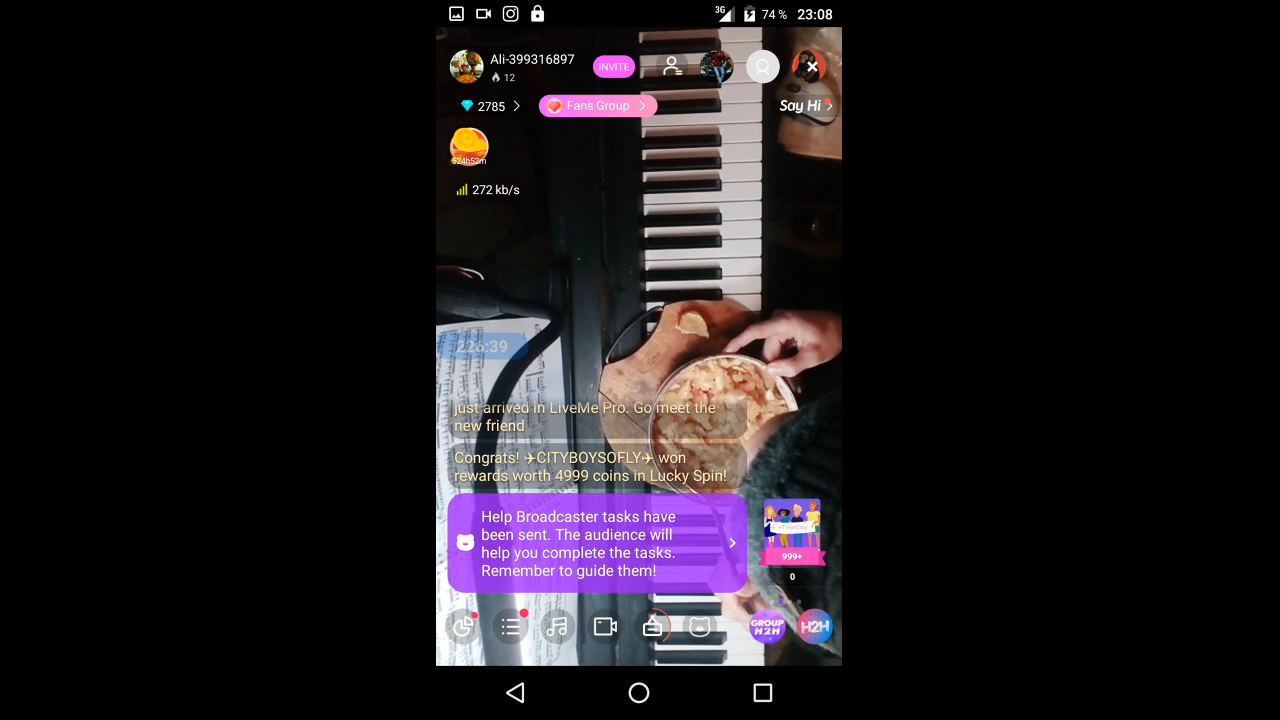 3G 74 % 23:08
Ali-399316897
12
INVITE
2785
Fans Group
Say Hi
524h52m
272 kb/s
226:39
just arrived in LiveMe Pro. Go meet the
new friend
Congrats! ✈CITYBOYSOFLY✈ won
rewards worth 4999 coins in Lucky Spin!
Help Broadcaster tasks have
been sent. The audience will
help you complete the tasks.
Remember to guide them!
999+
0
GROUP
H2H
H2H